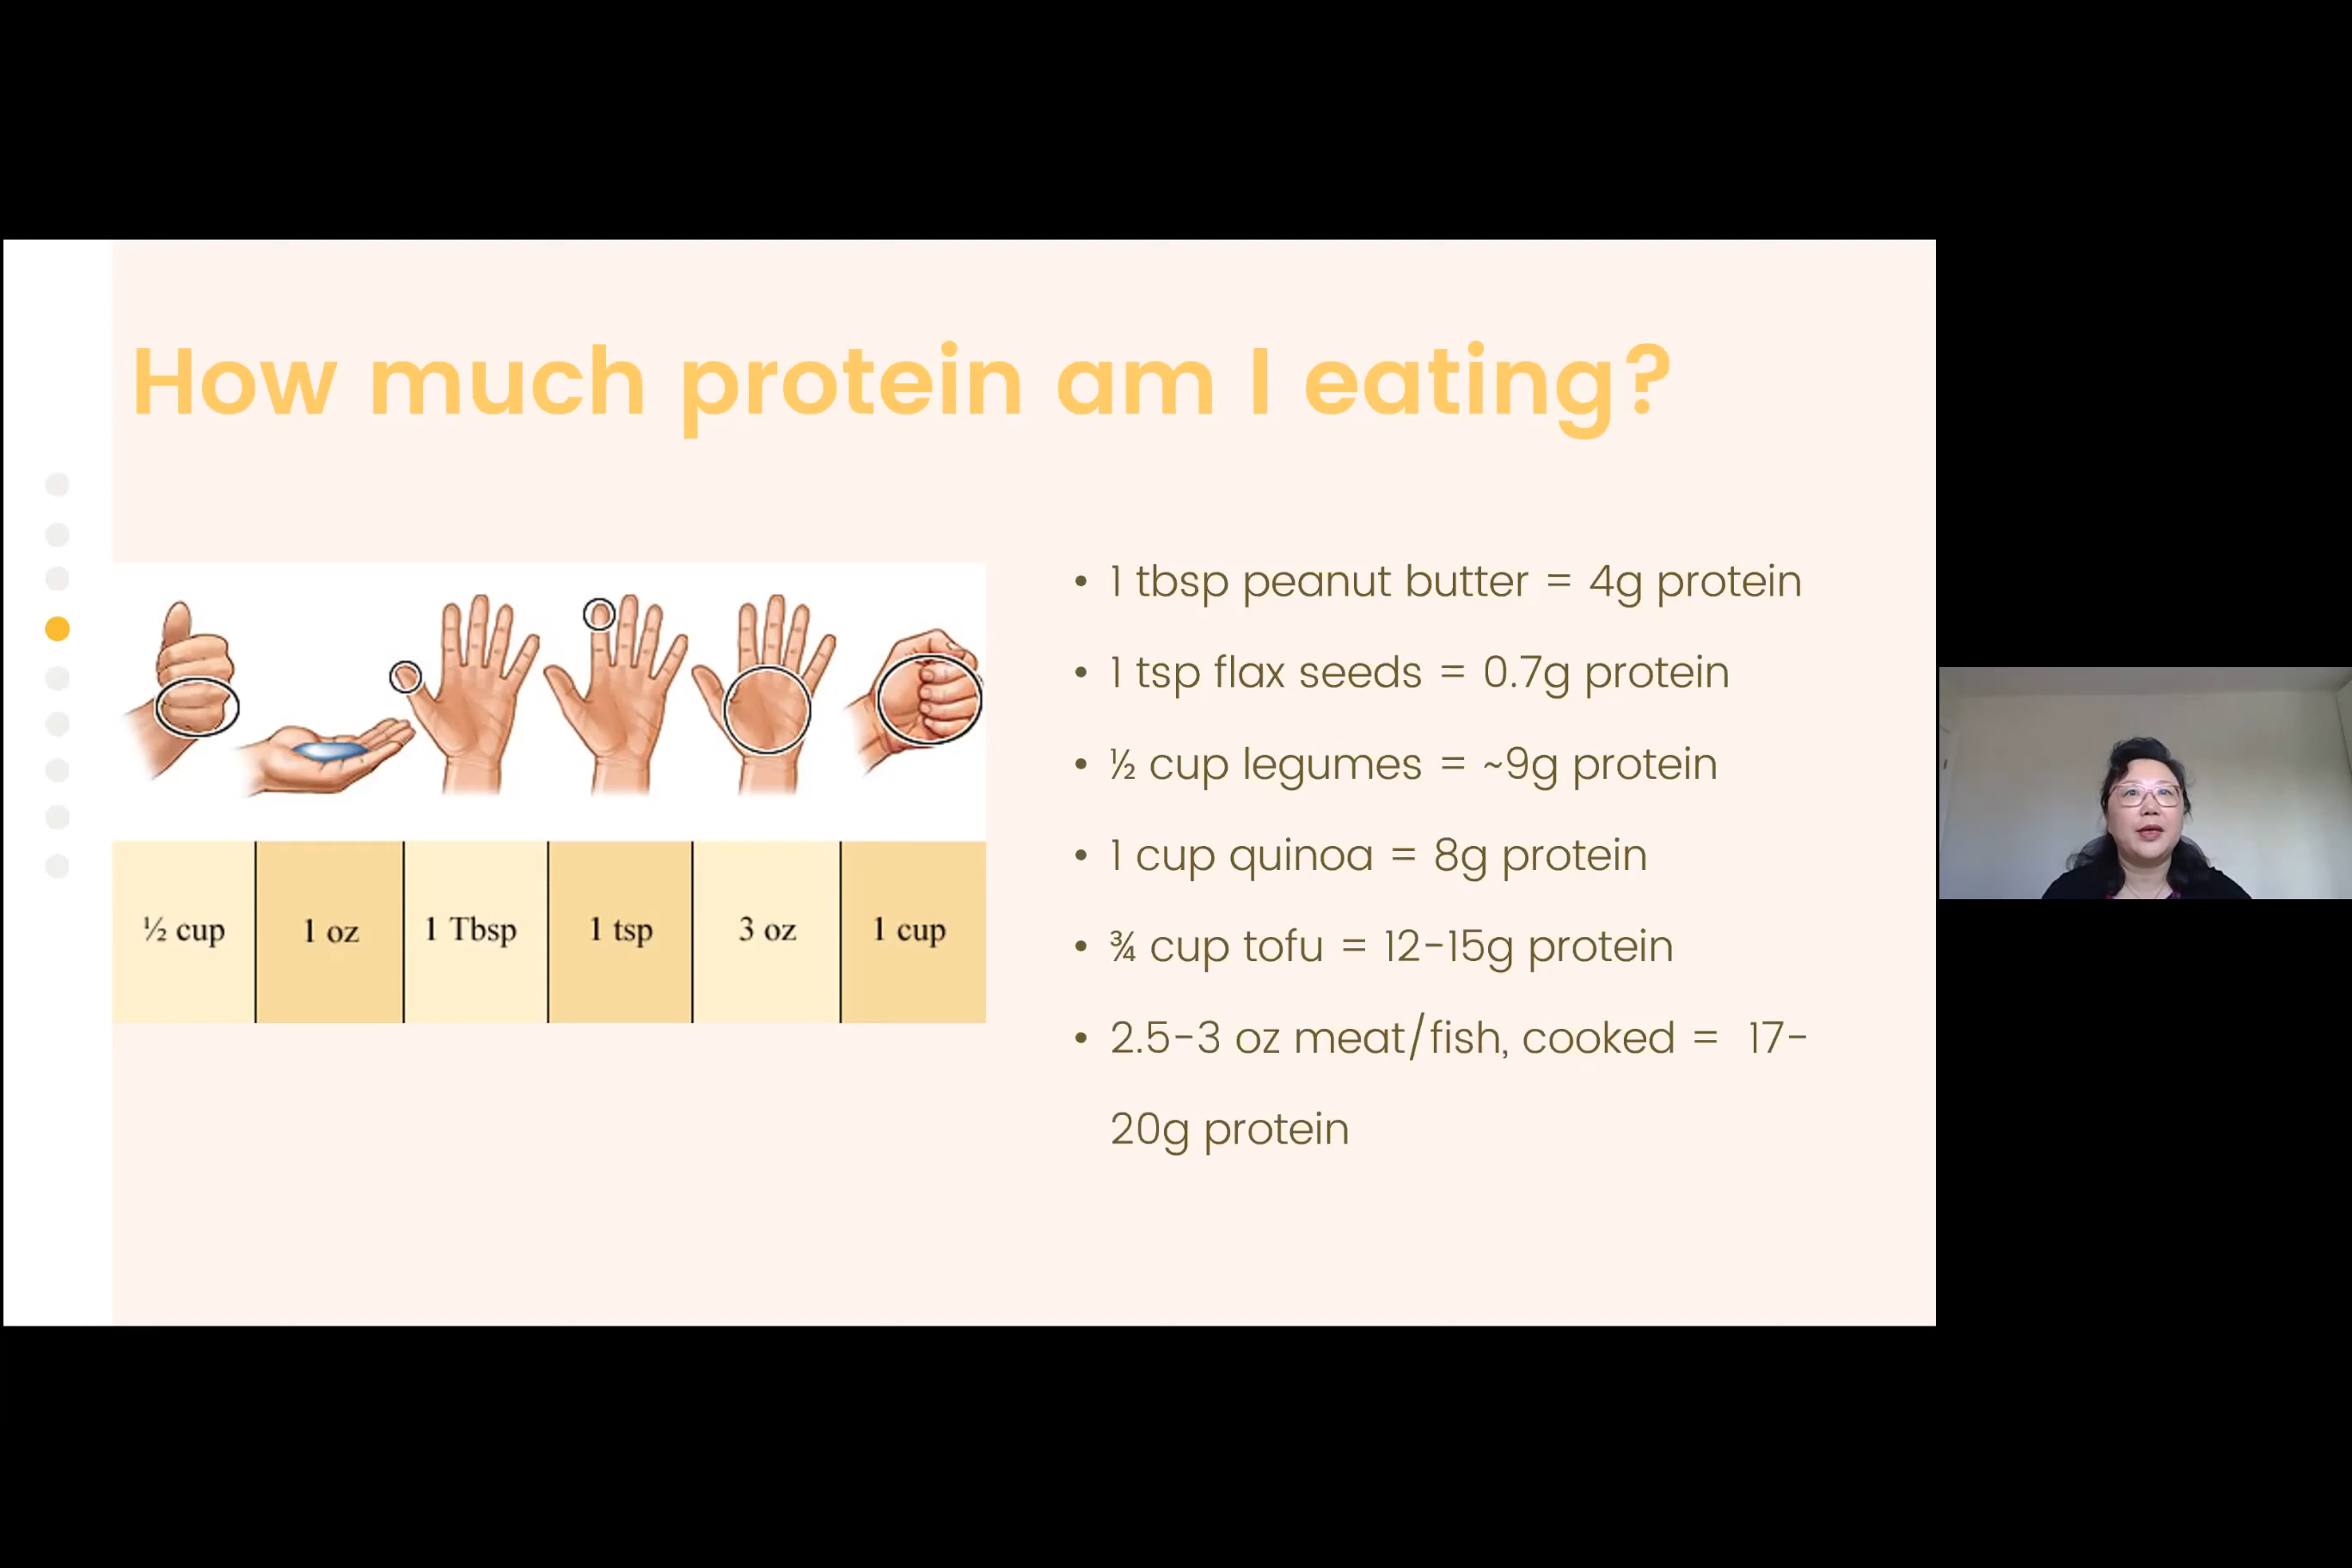 How much protein am I eating?
½ cup
1 oz
1 Tbsp
1 tsp
3 oz
1 cup
• 1 tbsp peanut butter = 4g protein
• 1 tsp flax seeds = 0.7g protein
• ½ cup legumes = ~9g protein
• 1 cup quinoa = 8g protein
• ¾ cup tofu = 12-15g protein
• 2.5-3 oz meat/fish, cooked = 17-
20g protein